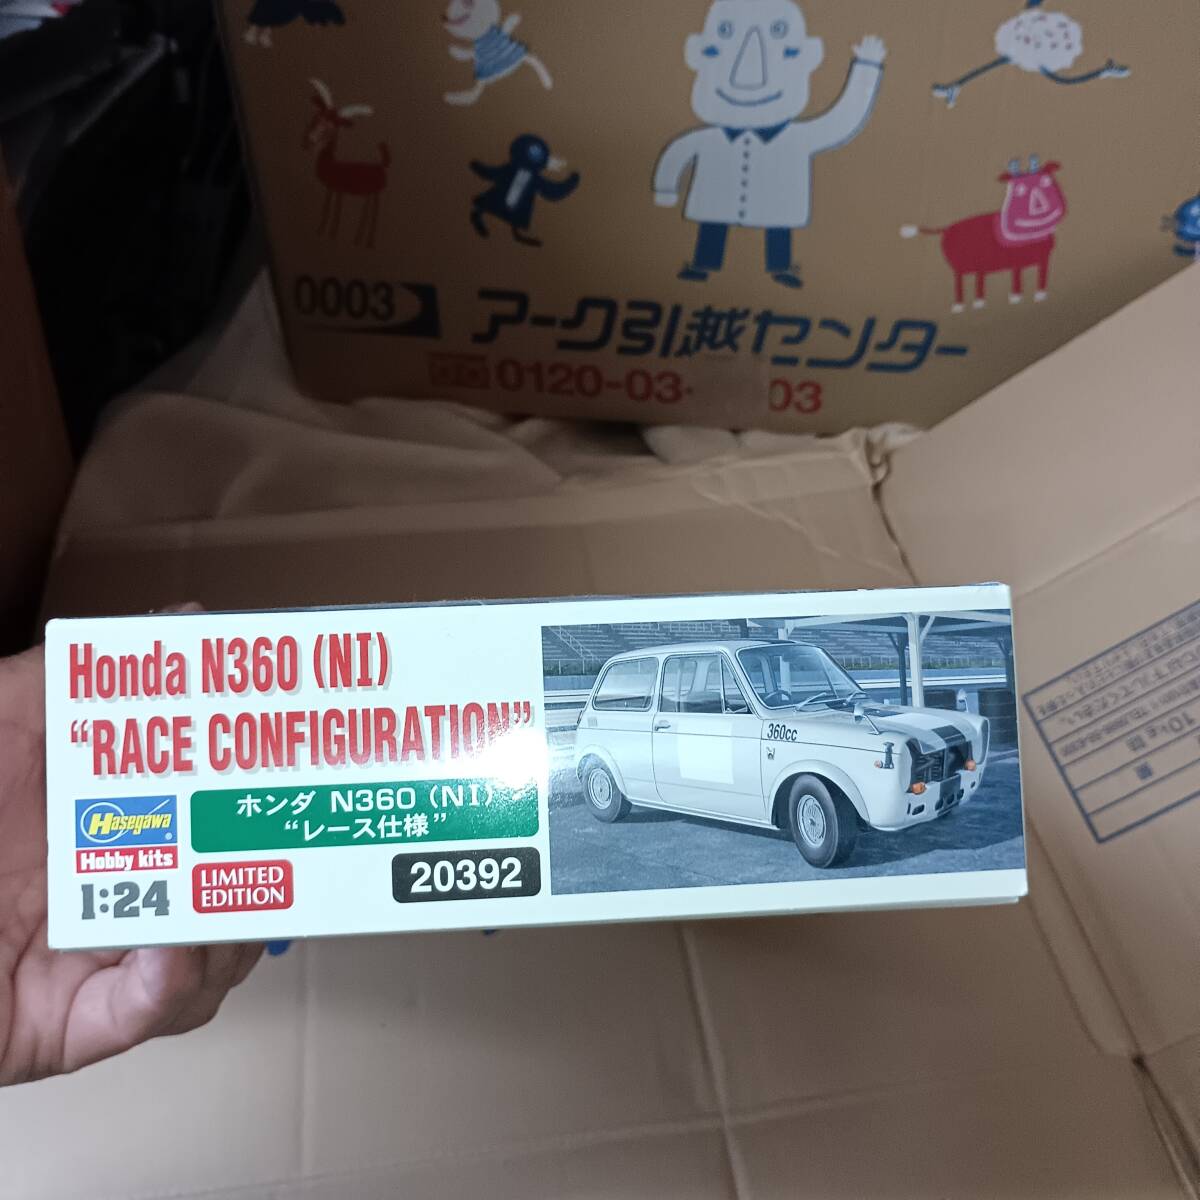 0003 アーク引越センター
0120-03- 03
Honda N360 (NI)
"RACE CONFIGURATION"
Hasegawa
Hobby kits
1:24
ホンダ N360 (NI)
"レース仕様"
LIMITED
EDITION
20392
360cc